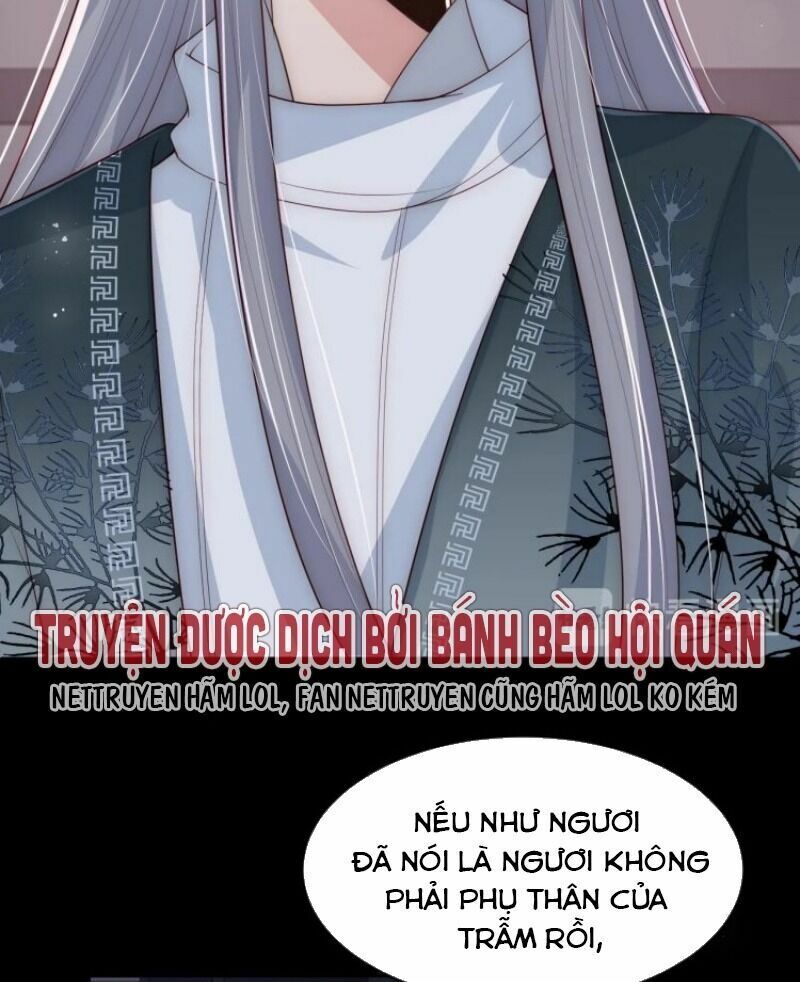 TRUYỆN ĐƯỢC DỊCH BỞI BÁNH BÈO HỘI QUÁN
NETTRUYEN HÃM LOL, FAN NETTRUYEN CŨNG HÃM LOL KO KÉM
NẾU NHƯ NGƯƠI
ĐÃ NÓI LÀ NGƯƠI KHÔNG
PHẢI PHỤ THÂN CỦA
TRẪM RỒI,